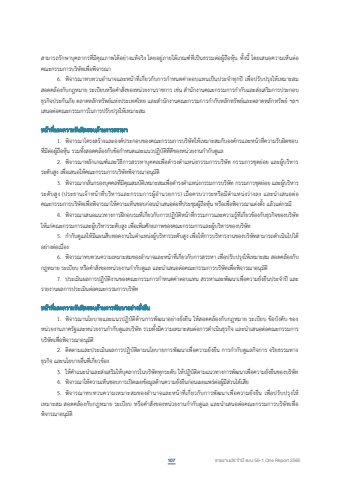 สามารถรักษาบุคลากรที่มีคุณภาพได้อย่างแท้จริง โดยอยู่ภายใต้เกณฑ์ที่เป็นธรรมต่อผู้ถือหุ้น ทั้งนี้ โดยเสนอความเห็นต่อ
คณะกรรมการบริษัทเพื่อพิจารณา
6. พิจารณาทบทวนอำนาจและหน้าที่เกี่ยวกับการกำหนดค่าตอบแทนเป็นประจำทุกปี เพื่อปรับปรุงให้เหมาะสม
สอดคล้องกับกฎหมาย ระเบียบหรือคำสั่งของหน่วยงานราชการ เช่น สำนักงานคณะกรรมการกำกับและส่งเสริมการประกอบ
ธุรกิจประกันภัย ตลาดหลักทรัพย์แห่งประเทศไทย และสำนักงานคณะกรรมการกำกับหลักทรัพย์และตลาดหลักทรัพย์ ฯลฯ
เสนอต่อคณะกรรมการในการปรับปรุงให้เหมาะสม
หน้าที่และความรับผิดชอบด้านการสรรหา
1. พิจารณาโครงสร้างและองค์ประกอบของคณะกรรมการบริษัทให้เหมาะสมกับองค์กรและหน้าที่ความรับผิดชอบ
ที่มีต่อผู้ถือหุ้น รวมทั้งสอดคล้องกับข้อกำหนดและแนวปฏิบัติที่ดีของหน่วยงานกำกับดูแล
2. พิจารณาหลักเกณฑ์และวิธีการสรรหาบุคคลเพื่อดำรงตำแหน่งกรรมการบริษัท กรรมการชุดย่อย และผู้บริหาร
ระดับสูง เพื่อเสนอให้คณะกรรมการบริษัทพิจารณาอนุมัติ
3. พิจารณากลั่นกรองบุคคลที่มีคุณสมบัติเหมาะสมเพื่อดำรงตำแหน่งกรรมการบริษัท กรรมการชุดย่อย และผู้บริหาร
ระดับสูง (ประธานเจ้าหน้าที่บริหารและกรรมการผู้อำนวยการ) เมื่อครบวาระหรือมีตำแหน่งว่างลง และนำเสนอต่อ
คณะกรรมการบริษัทเพื่อพิจารณาให้ความเห็นชอบก่อนนำเสนอต่อที่ประชุมผู้ถือหุ้น หรือเพื่อพิจารณาแต่งตั้ง แล้วแต่กรณี
4. พิจารณาเสนอแนวทางการฝึกอบรมที่เกี่ยวกับการปฏิบัติหน้าที่กรรมการและความรู้ที่เกี่ยวข้องกับธุรกิจของบริษัท
ให้แก่คณะกรรมการและผู้บริหารระดับสูง เพื่อเพิ่มศักยภาพของคณะกรรมการและผู้บริหารของบริษัท
5. กำกับดูแลให้มีแผนสืบทอดงานในตำแหน่งผู้บริหารระดับสูง เพื่อให้การบริหารงานของบริษัทสามารถดำเนินไปได้
อย่างต่อเนื่อง
6. พิจารณาทบทวนความเหมาะสมของอำนาจและหน้าที่เกี่ยวกับการสรรหา เพื่อปรับปรุงให้เหมาะสม สอดคล้องกับ
กฎหมาย ระเบียบ หรือคำสั่งของหน่วยงานกำกับดูแล และนำเสนอต่อคณะกรรมการบริษัทเพื่อพิจารณาอนุมัติ
7. ประเมินผลการปฏิบัติงานของคณะกรรมการกำหนดค่าตอบแทน สรรหาและพัฒนาเพื่อความยั่งยืนประจำปี และ
รายงานผลการประเมินต่อคณะกรรมการบริษัท
หน้าที่และความรับผิดชอบด้านการพัฒนาอย่างยั่งยืน
1. พิจารณานโยบายและแนวปฏิบัติด้านการพัฒนาอย่างยั่งยืน ให้สอดคล้องกับกฎหมาย ระเบียบ ข้อบังคับ ของ
หน่วยงานภาครัฐและหน่วยงานกำกับดูแลบริษัท รวมทั้งมีความเหมาะสมต่อการดำเนินธุรกิจ และนำเสนอต่อคณะกรรมการ
บริษัทเพื่อพิจารณาอนุมัติ
2. ติดตามและประเมินผลการปฏิบัติตามนโยบายการพัฒนาเพื่อความยั่งยืน การกำกับดูแลกิจการ จริยธรรมทาง
ธุรกิจ และนโยบายอื่นที่เกี่ยวข้อง
3. ให้คำแนะนำและส่งเสริมให้บุคลากรในบริษัททุกระดับ ให้ปฏิบัติตามแนวทางการพัฒนาเพื่อความยั่งยืนของบริษัท
4. พิจารณาให้ความเห็นชอบการเปิดเผยข้อมูลด้านความยั่งยืนก่อนเผยแพร่ต่อผู้มีส่วนได้เสีย
5. พิจารณาทบทวนความเหมาะสมของอำนาจและหน้าที่เกี่ยวกับการพัฒนาเพื่อความยั่งยืน เพื่อปรับปรุงให้
เหมาะสม สอดคล้องกับกฎหมาย ระเบียบ หรือคำสั่งของหน่วยงานกำกับดูแล และนำเสนอต่อคณะกรรมการบริษัทเพื่อ
พิจารณาอนุมัติ
107 รายงานประจำปี แบบ 56-1 One Report 2565